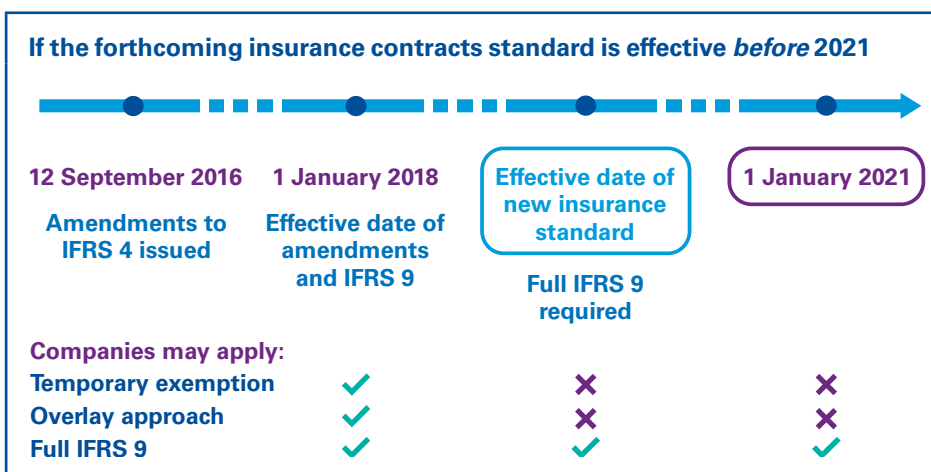 If the forthcoming insurance contracts standard is effective before 2021
12 September 2016
Amendments to
IFRS 4 issued
1 January 2018
Effective date of
amendments
and IFRS 9
Effective date of
new insurance
standard
Full IFRS 9
required
1 January 2021
Companies may apply:
Temporary exemption ✓ ✗ ✗
Overlay approach ✓ ✗ ✗
Full IFRS 9 ✓ ✓ ✓